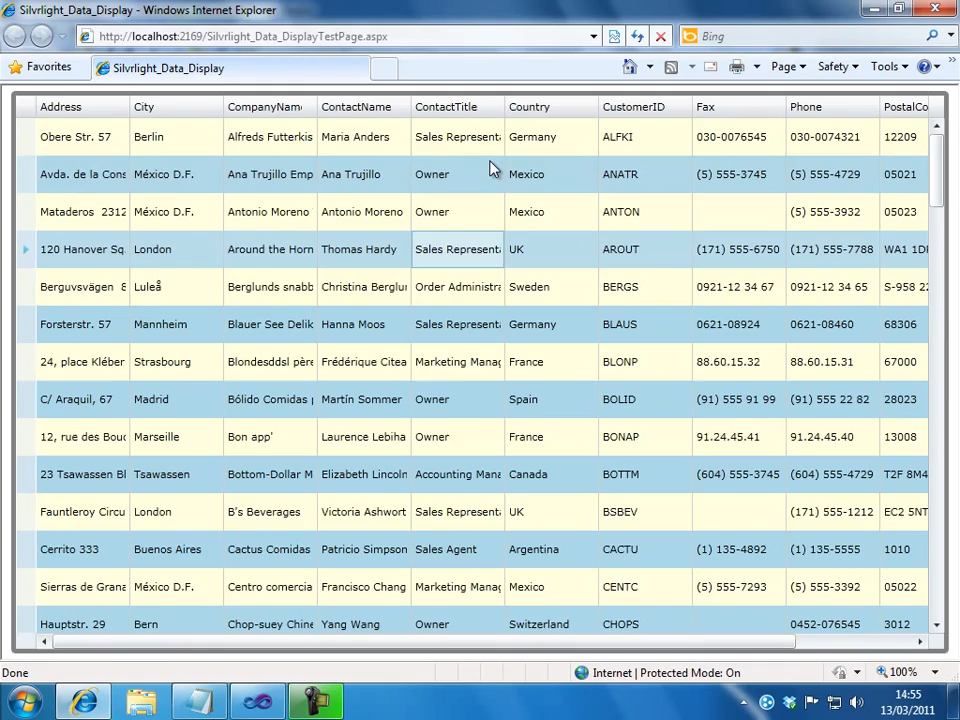 Silvrlight_Data_Display - Windows Internet Explorer
http://localhost:2169/Silvrlight_Data_DisplayTestPage.aspx
Bing
Favorites Silvrlight_Data_Display Page Safety Tools
Address City CompanyName ContactName ContactTitle Country CustomerID Fax Phone PostalCo
Obere Str. 57 Berlin Alfreds Futterkis Maria Anders Sales Representa Germany ALFKI 030-0076545 030-0074321 12209
Avda. de la Cons México D.F. Ana Trujillo Emp Ana Trujillo Owner Mexico ANATR (5) 555-3745 (5) 555-4729 05021
Mataderos 2312 México D.F. Antonio Moreno Antonio Moreno Owner Mexico ANTON (5) 555-3932 05023
120 Hanover Sq. London Around the Horn Thomas Hardy Sales Representa UK AROUT (171) 555-6750 (171) 555-7788 WA1 1DP
Berguvsvägen 8 Luleå Berglunds snabb Christina Berglun Order Administra Sweden BERGS 0921-12 34 67 0921-12 34 65 S-958 22
Forsterstr. 57 Mannheim Blauer See Delik Hanna Moos Sales Representa Germany BLAUS 0621-08924 0621-08460 68306
24, place Kléber Strasbourg Blondesddsl père Frédérique Citea Marketing Manag France BLONP 88.60.15.32 88.60.15.31 67000
C/ Araquil, 67 Madrid Bólido Comidas p Martín Sommer Owner Spain BOLID (91) 555 91 99 (91) 555 22 82 28023
12, rue des Bouc Marseille Bon app' Laurence Lebiha Owner France BONAP 91.24.45.41 91.24.45.40 13008
23 Tsawassen Bl Tsawassen Bottom-Dollar M Elizabeth Lincoln Accounting Mana Canada BOTTM (604) 555-3745 (604) 555-4729 T2F 8M4
Fauntleroy Circu London B's Beverages Victoria Ashwort Sales Representa UK BSBEV (171) 555-1212 EC2 5NT
Cerrito 333 Buenos Aires Cactus Comidas Patricio Simpson Sales Agent Argentina CACTU (1) 135-4892 (1) 135-5555 1010
Sierras de Grana México D.F. Centro comercia Francisco Chang Marketing Manag Mexico CENTC (5) 555-7293 (5) 555-3392 05022
Hauptstr. 29 Bern Chop-suey Chine Yang Wang Owner Switzerland CHOPS 0452-076545 3012
Done Internet | Protected Mode: On 100%
14:55
13/03/2011